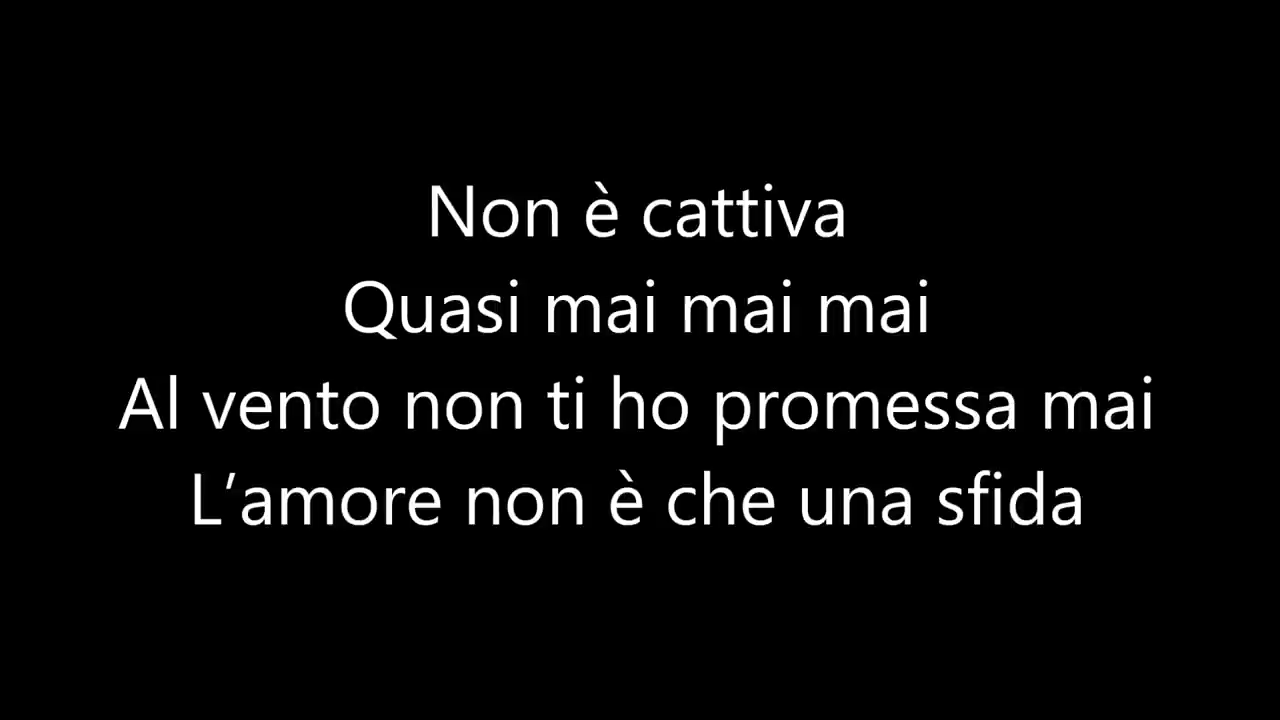 Non è cattiva
Quasi mai mai mai
Al vento non ti ho promessa mai
L’amore non è che una sfida